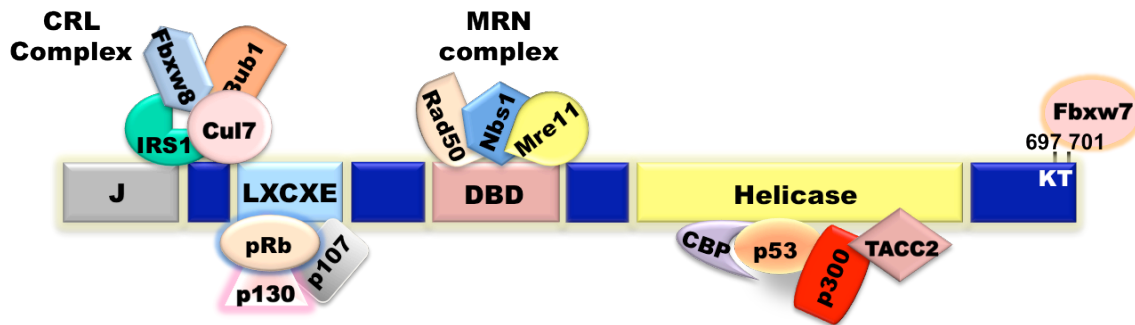 CRL
Complex
Fbxw8
Bub1
IRS1
Cul7
MRN
complex
Rad50
Nbs1
Mre11
Fbxw7
697 701
J
LXCXE
DBD
Helicase
KT
pRb
p107
p130
CBP
p53
p300
TACC2